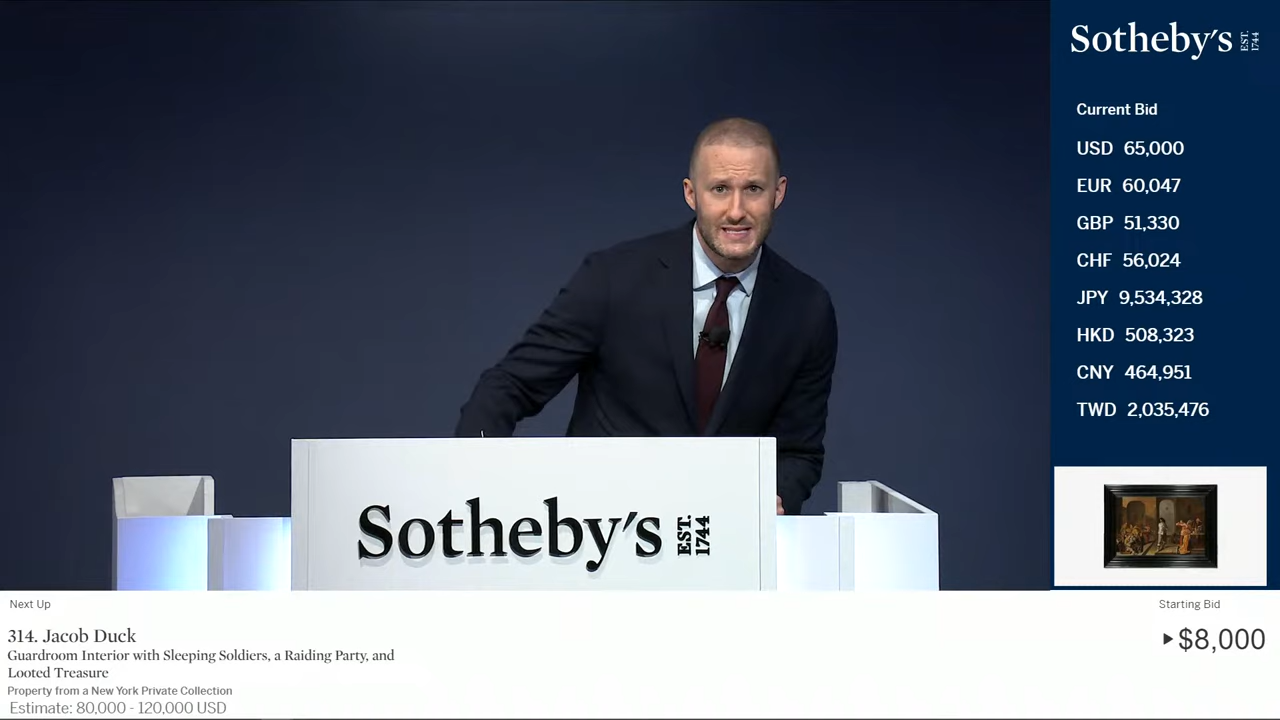 Sotheby's EST. 1744
Current Bid
USD 65,000
EUR 60,047
GBP 51,330
CHF 56,024
JPY 9,534,328
HKD 508,323
CNY 464,951
TWD 2,035,476
Sotheby's EST. 1744
Next Up
314. Jacob Duck
Guardroom Interior with Sleeping Soldiers, a Raiding Party, and
Looted Treasure
Property from a New York Private Collection
Estimate: 80,000 - 120,000 USD
Starting Bid
$8,000